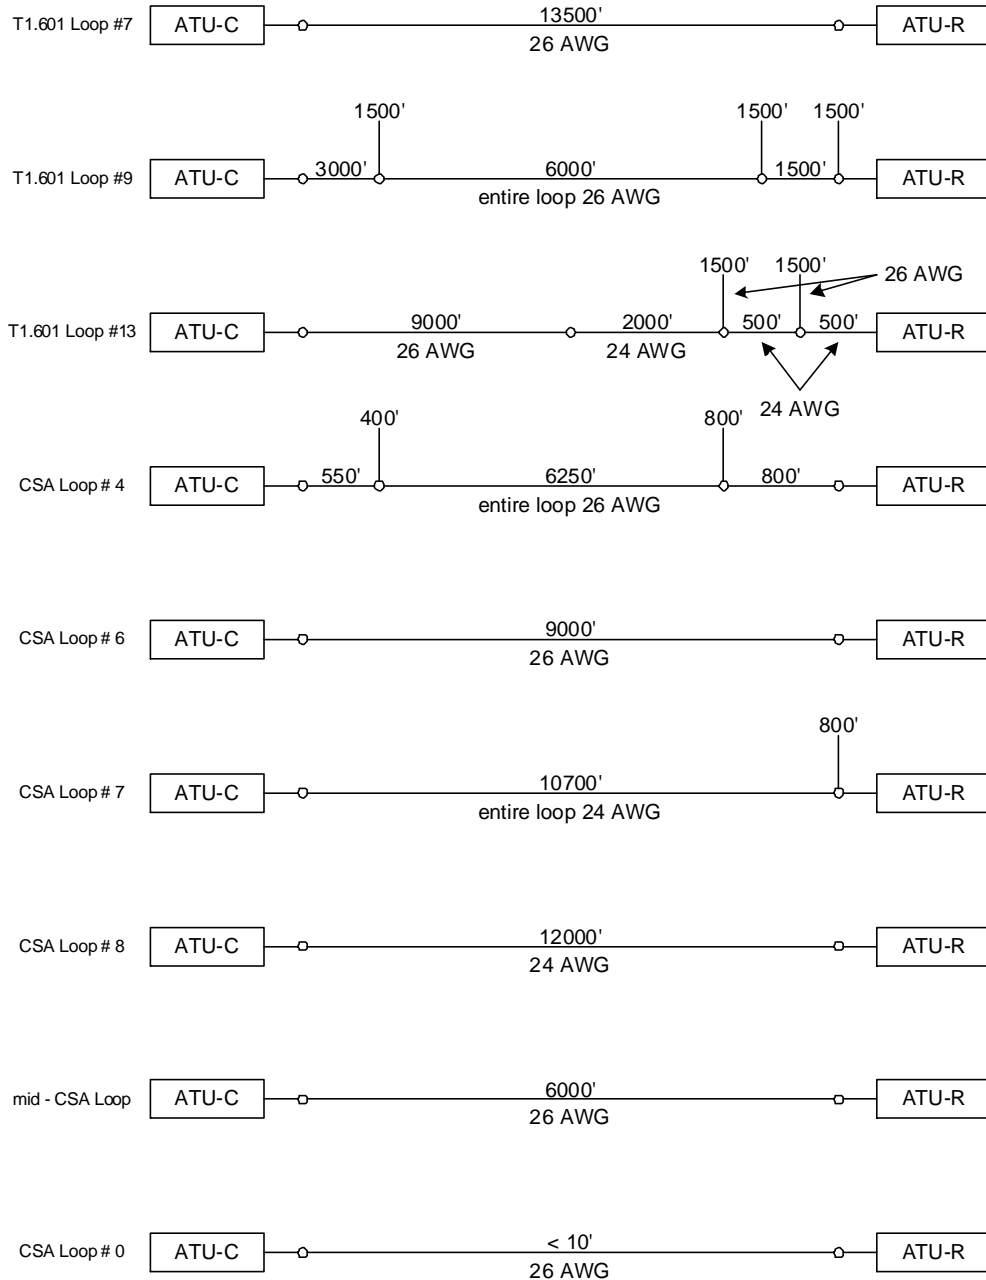 T1.601 Loop #7 ATU-C 13500' ATU-R
26 AWG
1500' 1500' 1500'
T1.601 Loop #9 ATU-C 3000' 6000' 1500' ATU-R
entire loop 26 AWG
1500' 1500' 26 AWG
T1.601 Loop #13 ATU-C 9000' 2000' 500' 500' ATU-R
26 AWG 24 AWG
24 AWG
400' 800'
CSA Loop # 4 ATU-C 550' 6250' 800' ATU-R
entire loop 26 AWG
CSA Loop # 6 ATU-C 9000' ATU-R
26 AWG
800'
CSA Loop # 7 ATU-C 10700' ATU-R
entire loop 24 AWG
CSA Loop # 8 ATU-C 12000' ATU-R
24 AWG
mid - CSA Loop ATU-C 6000' ATU-R
26 AWG
CSA Loop # 0 ATU-C < 10' ATU-R
26 AWG